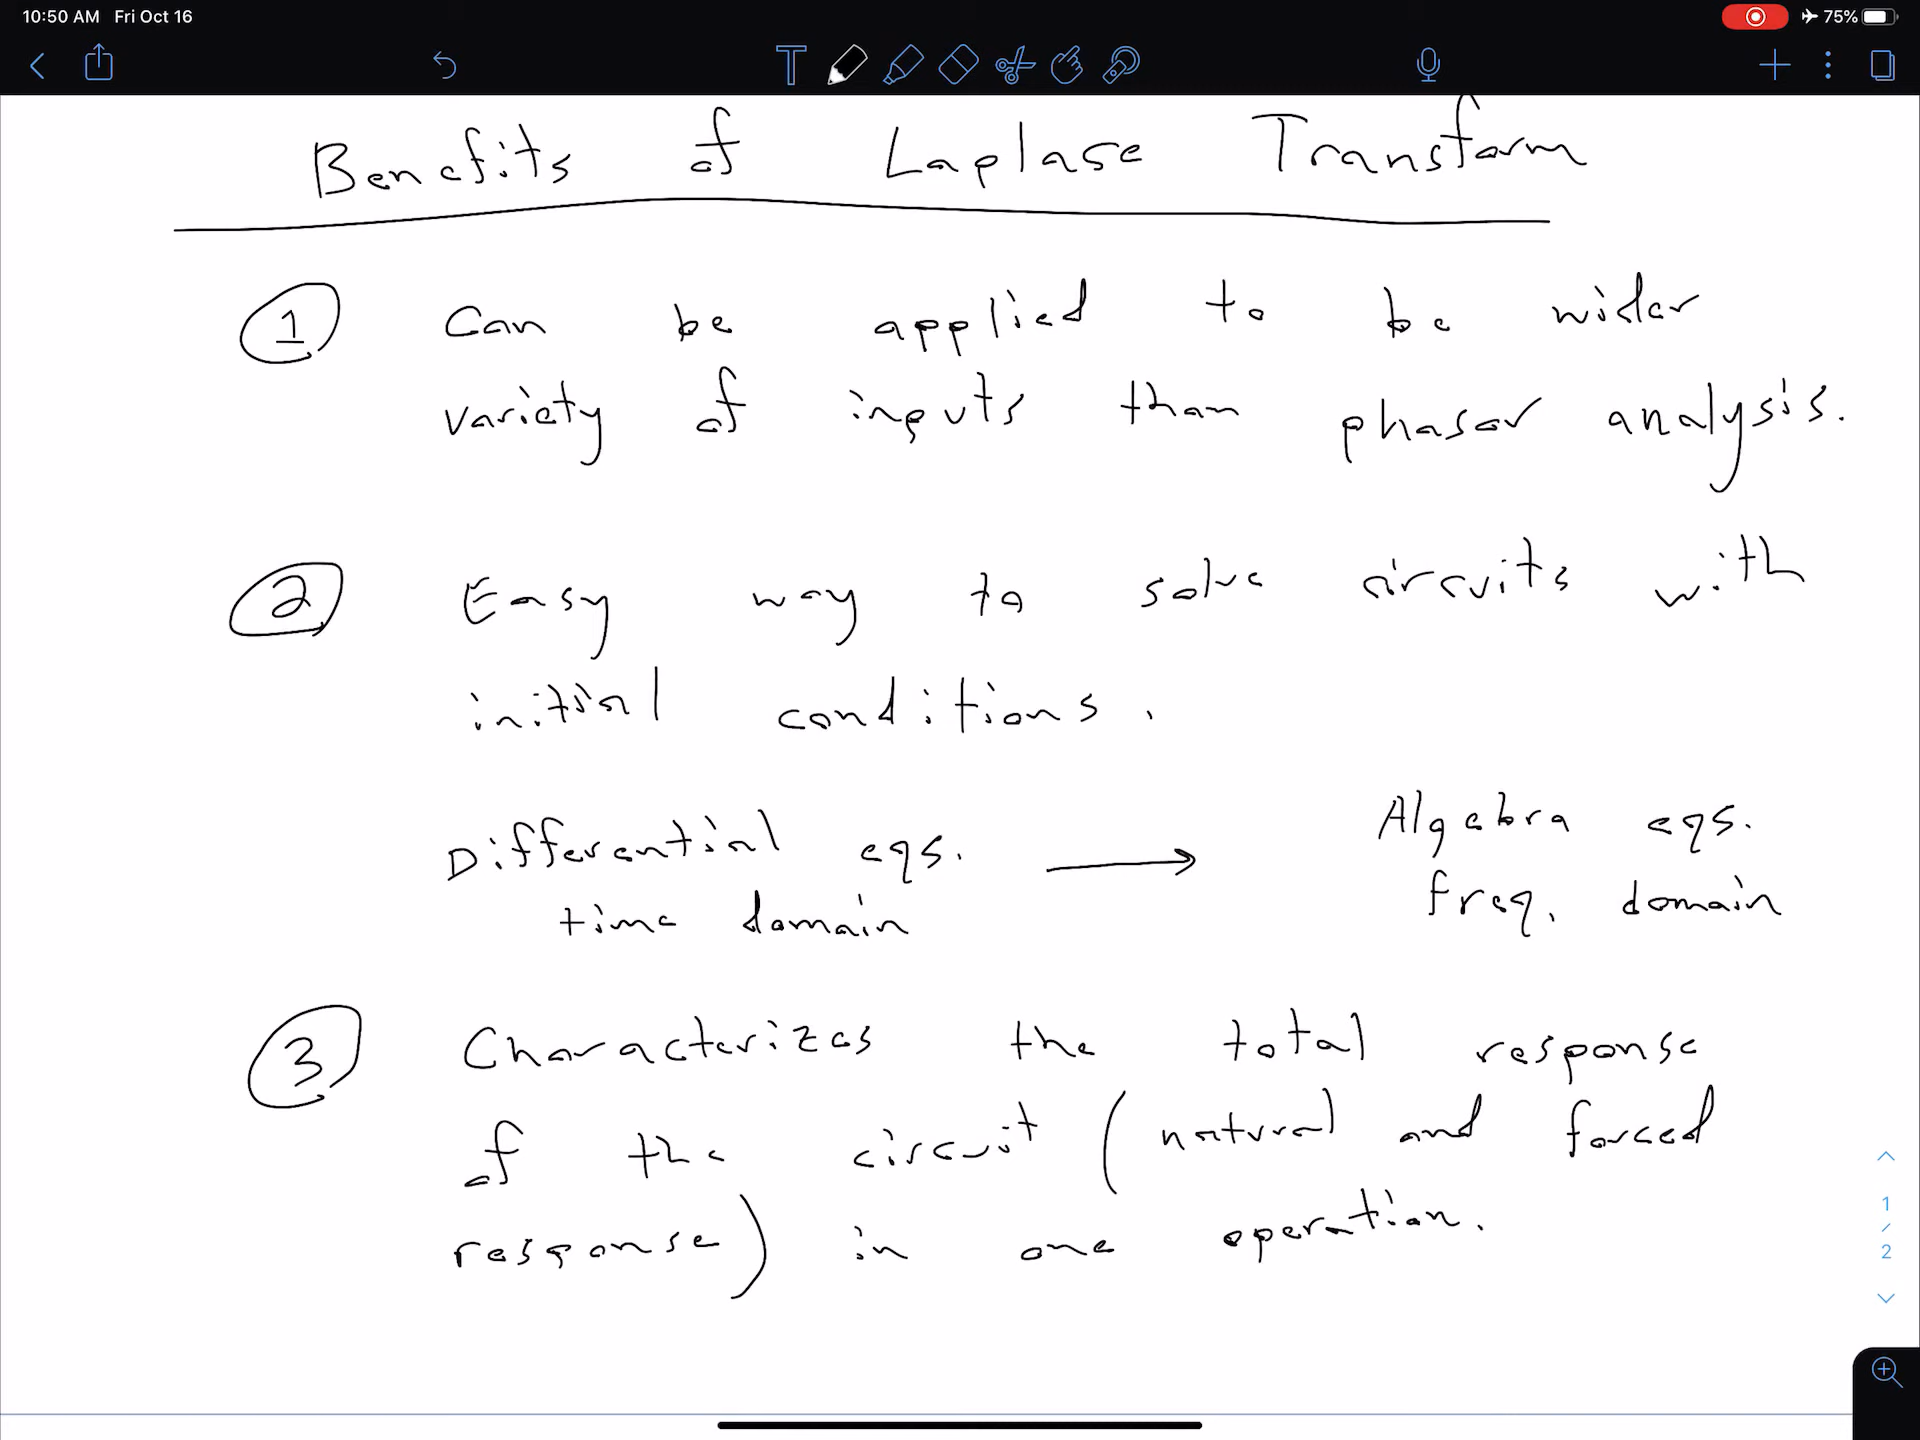 10:50 AM Fri Oct 16
75%
T
Benefits of Laplase Transform
1 Can be applied to be wider
variety of inputs than phasor analysis.
2 Easy way to solve circuits with
initial conditions.
Differential eqs. → Algebra eqs.
time domain freq. domain
3 Characterizes the total response
of the circuit (natural and forced
response) in one operation.
1
/
2